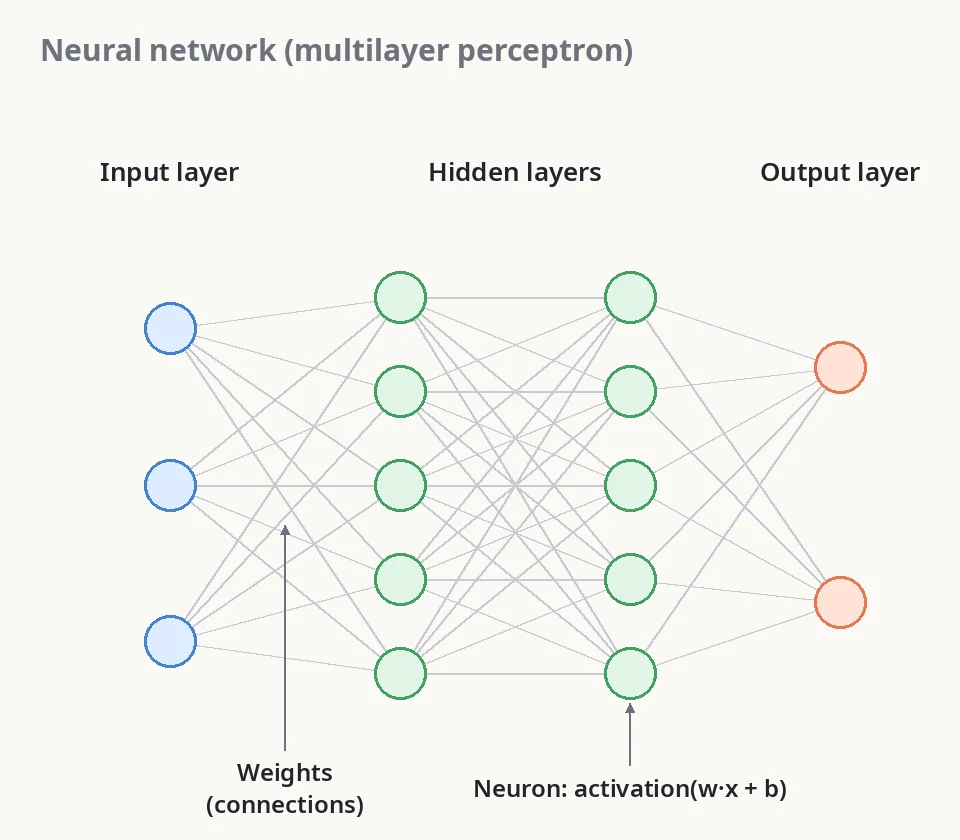 Neural network (multilayer perceptron)
Input layer
Hidden layers
Output layer
Weights
(connections)
Neuron: activation(w·x + b)